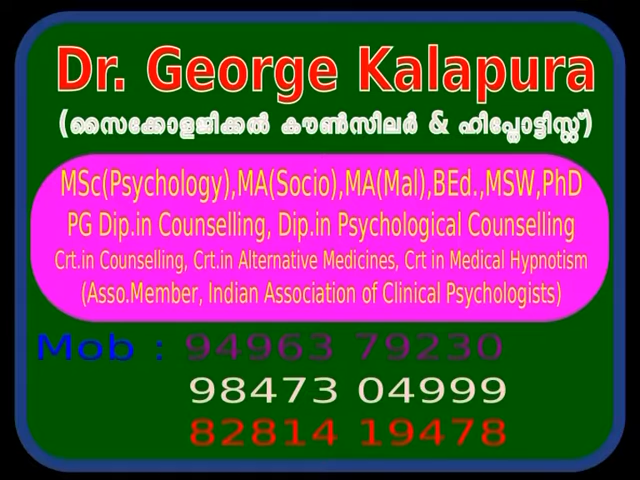 Dr. George Kalapura
(സൈക്കോളജിക്കൽ കൗൺസിലർ & ഹിപ്നോട്ടിസ്റ്റ്)
MSc(Psychology),MA(Socio),MA(Mal),BEd.,MSW,PhD
PG Dip.in Counselling, Dip.in Psychological Counselling
Crt.in Counselling, Crt.in Alternative Medicines, Crt in Medical Hypnotism
(Asso.Member, Indian Association of Clinical Psychologists)
Mob : 94963 79230
98473 04999
82814 19478